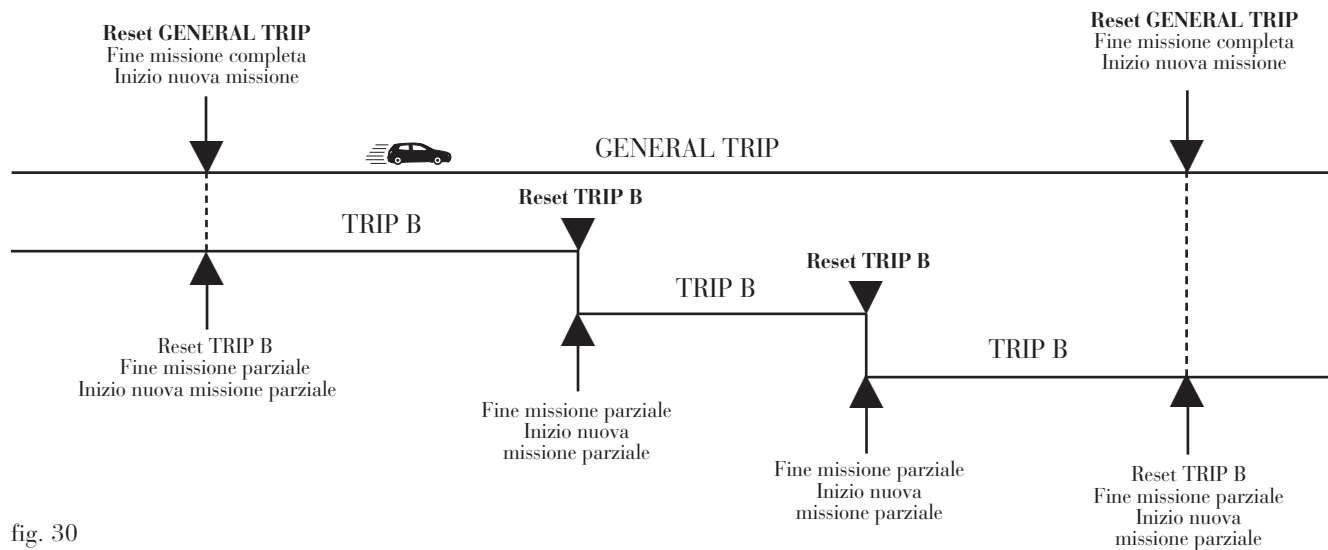 Reset GENERAL TRIP
Fine missione completa
Inizio nuova missione
Reset GENERAL TRIP
Fine missione completa
Inizio nuova missione
GENERAL TRIP
TRIP B
Reset TRIP B
TRIP B
Reset TRIP B
TRIP B
Reset TRIP B
Fine missione parziale
Inizio nuova missione parziale
Fine missione parziale
Inizio nuova
missione parziale
Fine missione parziale
Inizio nuova
missione parziale
Reset TRIP B
Fine missione parziale
Inizio nuova
missione parziale
fig. 30